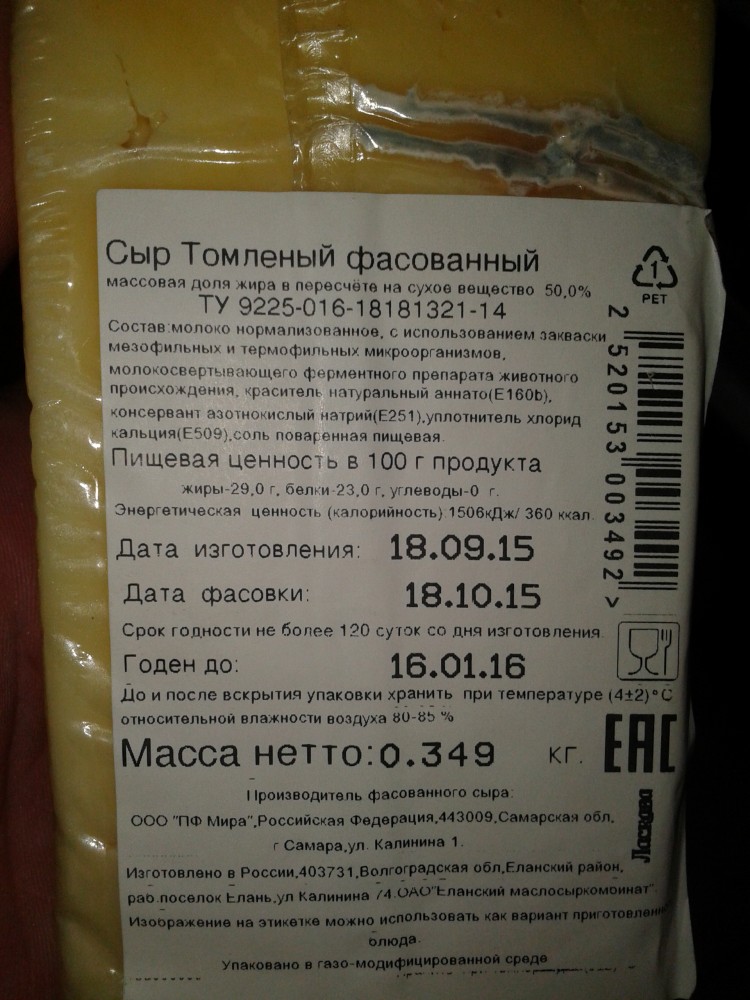 Сыр Томленый фасованный
массовая доля жира в пересчёте на сухое вещество 50,0%
ТУ 9225-016-18181321-14
Состав:молоко нормализованное, с использованием закваски
мезофильных и термофильных микроорганизмов,
молокосвертывающего ферментного препарата животного
происхождения, краситель натуральный аннато(Е160b),
консервант азотнокислый натрий(Е251),уплотнитель хлорид
кальция(Е509),соль поваренная пищевая.
Пищевая ценность в 100 г продукта
жиры-29,0 г, белки-23,0 г, углеводы-0 г.
Энергетическая ценность (калорийность):1506кДж/ 360 ккал.
Дата изготовления: 18.09.15
Дата фасовки: 18.10.15
Срок годности не более 120 суток со дня изготовления.
Годен до: 16.01.16
До и после вскрытия упаковки хранить при температуре (4±2)°С
относительной влажности воздуха 80-85 %
Масса нетто:0.349 кг.
Производитель фасованного сыра:
ООО "ПФ Мира",Российская Федерация,443009,Самарская обл,
г Самара,ул. Калинина 1.
Изготовлено в России,403731,Волгоградская обл,Еланский район,
раб.поселок Елань,ул Калинина 74.ОАО"Еланский маслосыркомбинат".
Изображение на этикетке можно использовать как вариант приготовления
блюда.
Упаковано в газо-модифицированной среде
1
PET
2 520153 003492 >
EAC